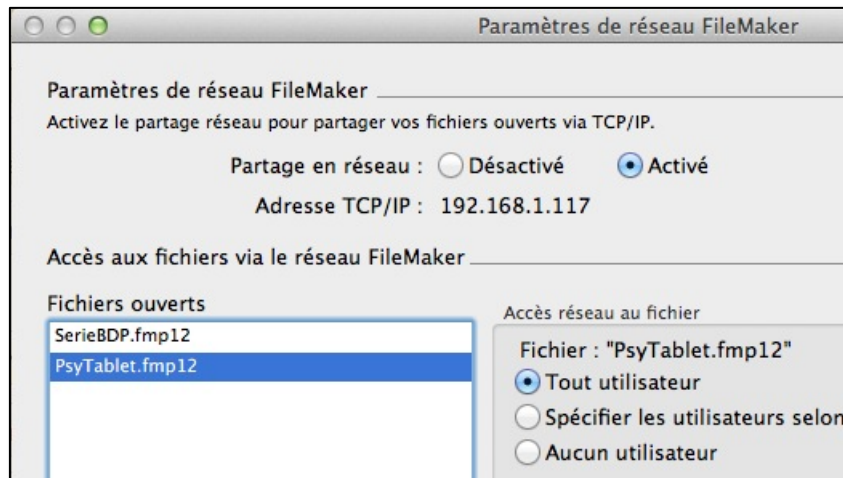 Paramètres de réseau FileMaker
Paramètres de réseau FileMaker
Activez le partage réseau pour partager vos fichiers ouverts via TCP/IP.
Partage en réseau : Désactivé Activé
Adresse TCP/IP : 192.168.1.117
Accès aux fichiers via le réseau FileMaker
Fichiers ouverts
SerieBDP.fmp12
PsyTablet.fmp12
Accès réseau au fichier
Fichier : "PsyTablet.fmp12"
Tout utilisateur
Spécifier les utilisateurs selon
Aucun utilisateur